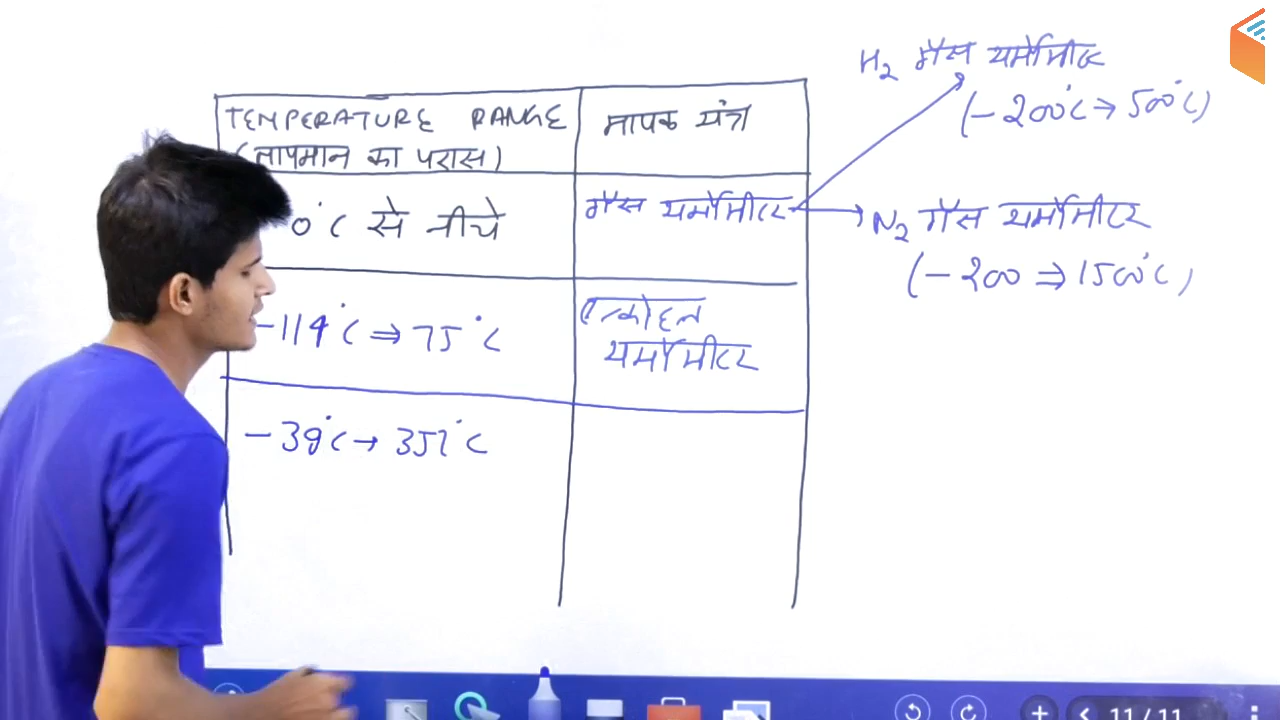 TEMPERATURE RANGE
(तापमान का परास)
मापक यंत्र
0°C से नीचे
गैस थर्मोमीटर
H2 गैस थर्मोमीटर
(-200°C → 500°C)
N2 गैस थर्मोमीटर
(-200 ⇒ 1500°C)
-114°C ⇒ 75°C
एल्कोहल
थर्मोमीटर
-39°C → 357°C
11/11